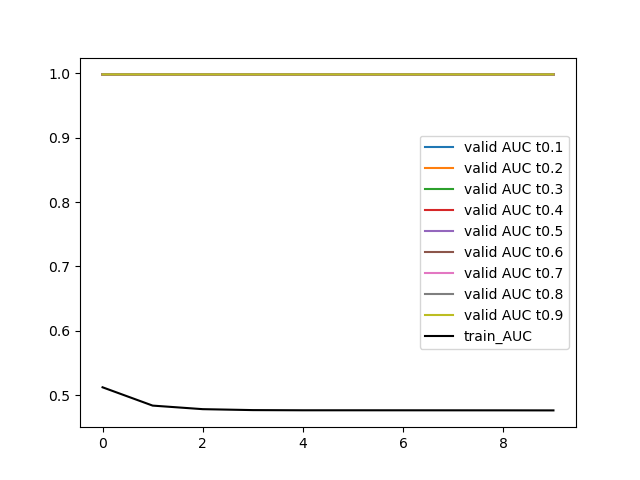 1.0
0.9
0.8
0.7
0.6
0.5
0
2
4
6
8
valid AUC t0.1
valid AUC t0.2
valid AUC t0.3
valid AUC t0.4
valid AUC t0.5
valid AUC t0.6
valid AUC t0.7
valid AUC t0.8
valid AUC t0.9
train_AUC